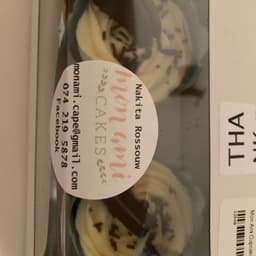 Nakita Rossouw
mon ami
CAKES
monami.cape@gmail.com
074 219 5878
Facebook
THA